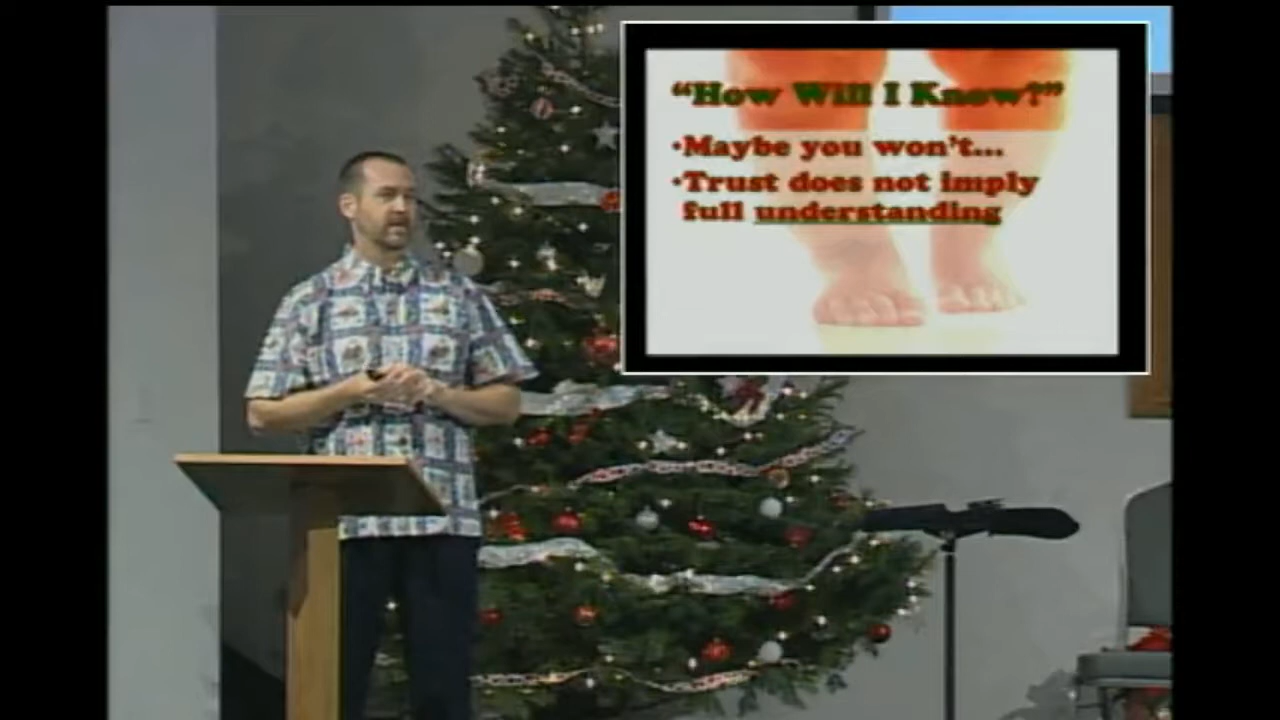 “How Will I Know?”
•Maybe you won’t...
•Trust does not imply
full understanding